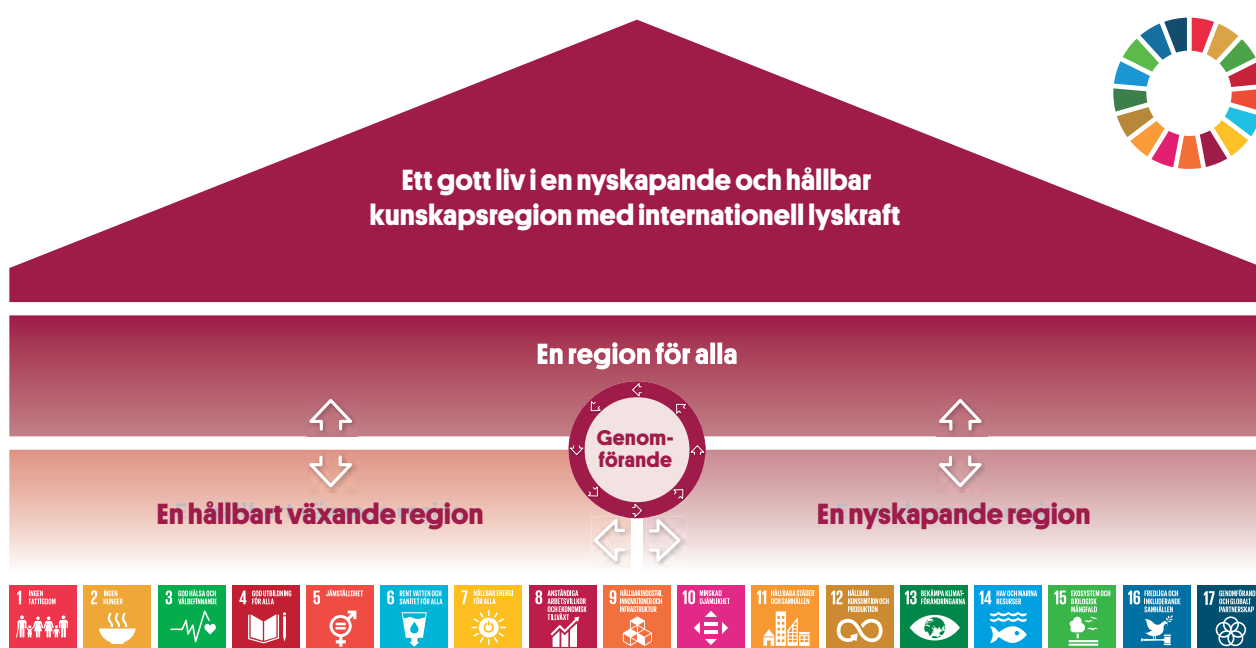 Ett gott liv i en nyskapande och hållbar
kunskapsregion med internationell lyskraft
En region för alla
Genom-
förande
En hållbart växande region
En nyskapande region
1 INGEN
FATTIGDOM
2 INGEN
HUNGER
3 GOD HÄLSA OCH
VÄLBEFINNANDE
4 GOD UTBILDNING
FÖR ALLA
5 JÄMSTÄLLDHET
6 RENT VATTEN OCH
SANITET FÖR ALLA
7 HÅLLBAR ENERGI
FÖR ALLA
8 ANSTÄNDIGA
ARBETSVILLKOR
OCH EKONOMISK
TILLVÄXT
9 HÅLLBAR INDUSTRI,
INNOVATIONER OCH
INFRASTRUKTUR
10 MINSKAD
OJÄMLIKHET
11 HÅLLBARA STÄDER
OCH SAMHÄLLEN
12 HÅLLBAR
KONSUMTION OCH
PRODUKTION
13 BEKÄMPA KLIMAT-
FÖRÄNDRINGARNA
14 HAV OCH MARINA
RESURSER
15 EKOSYSTEM OCH
BIOLOGISK
MÅNGFALD
16 FREDLIGA OCH
INKLUDERANDE
SAMHÄLLEN
17 GENOMFÖRANDE
OCH GLOBALT
PARTNERSKAP